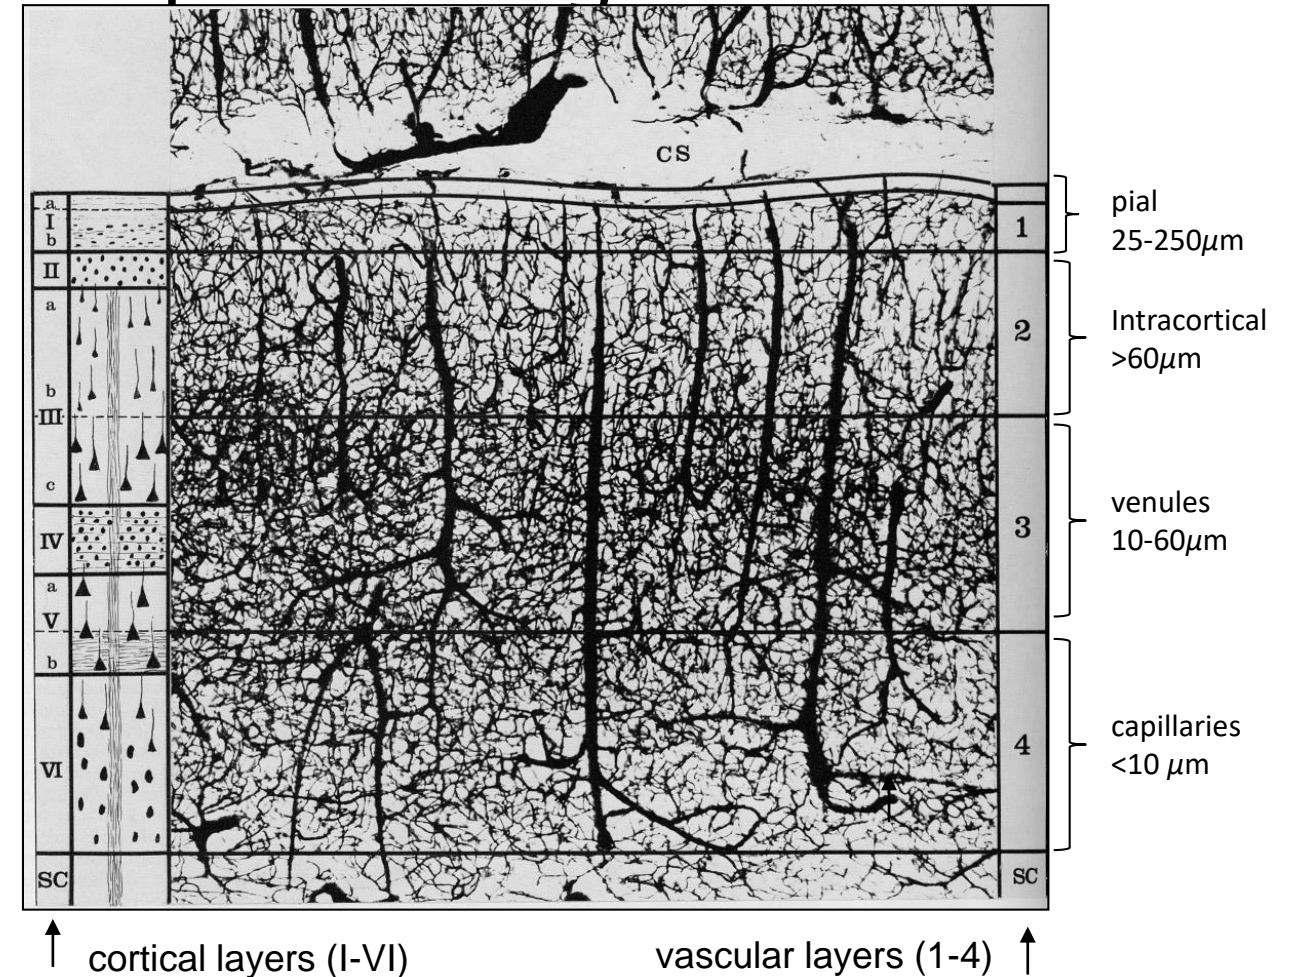 CS
a
I
b
II
a
b
III
c
IV
a
V
b
VI
SC
1
2
3
4
SC
pial
25-250μm
Intracortical
>60μm
venules
10-60μm
capillaries
<10 μm
cortical layers (I-VI)
vascular layers (1-4)